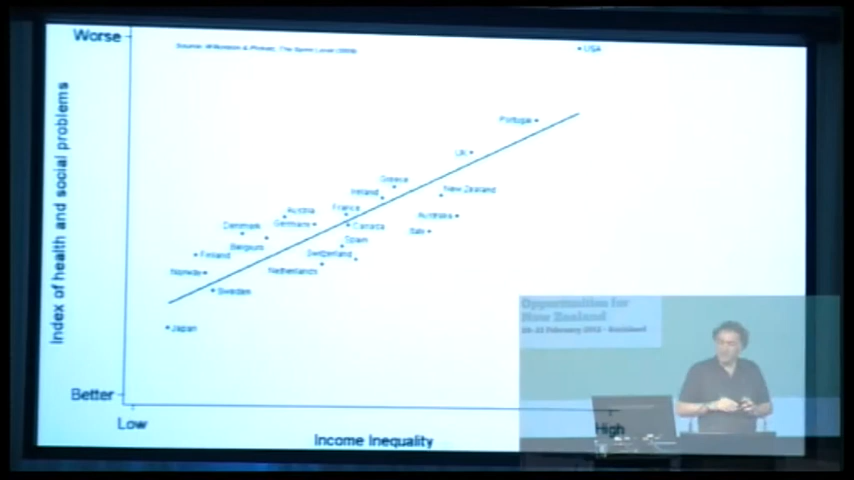 Worse
Source: Wilkinson & Pickett, The Spirit Level (2009)
USA
Portugal
UK
Greece
Ireland
New Zealand
France
Austria
Australia
Denmark
Germany
Canada
Italy
Belgium
Spain
Finland
Switzerland
Norway
Netherlands
Sweden
Japan
Index of health and social problems
Better
Low
High
Income Inequality
Opportunities for
New Zealand